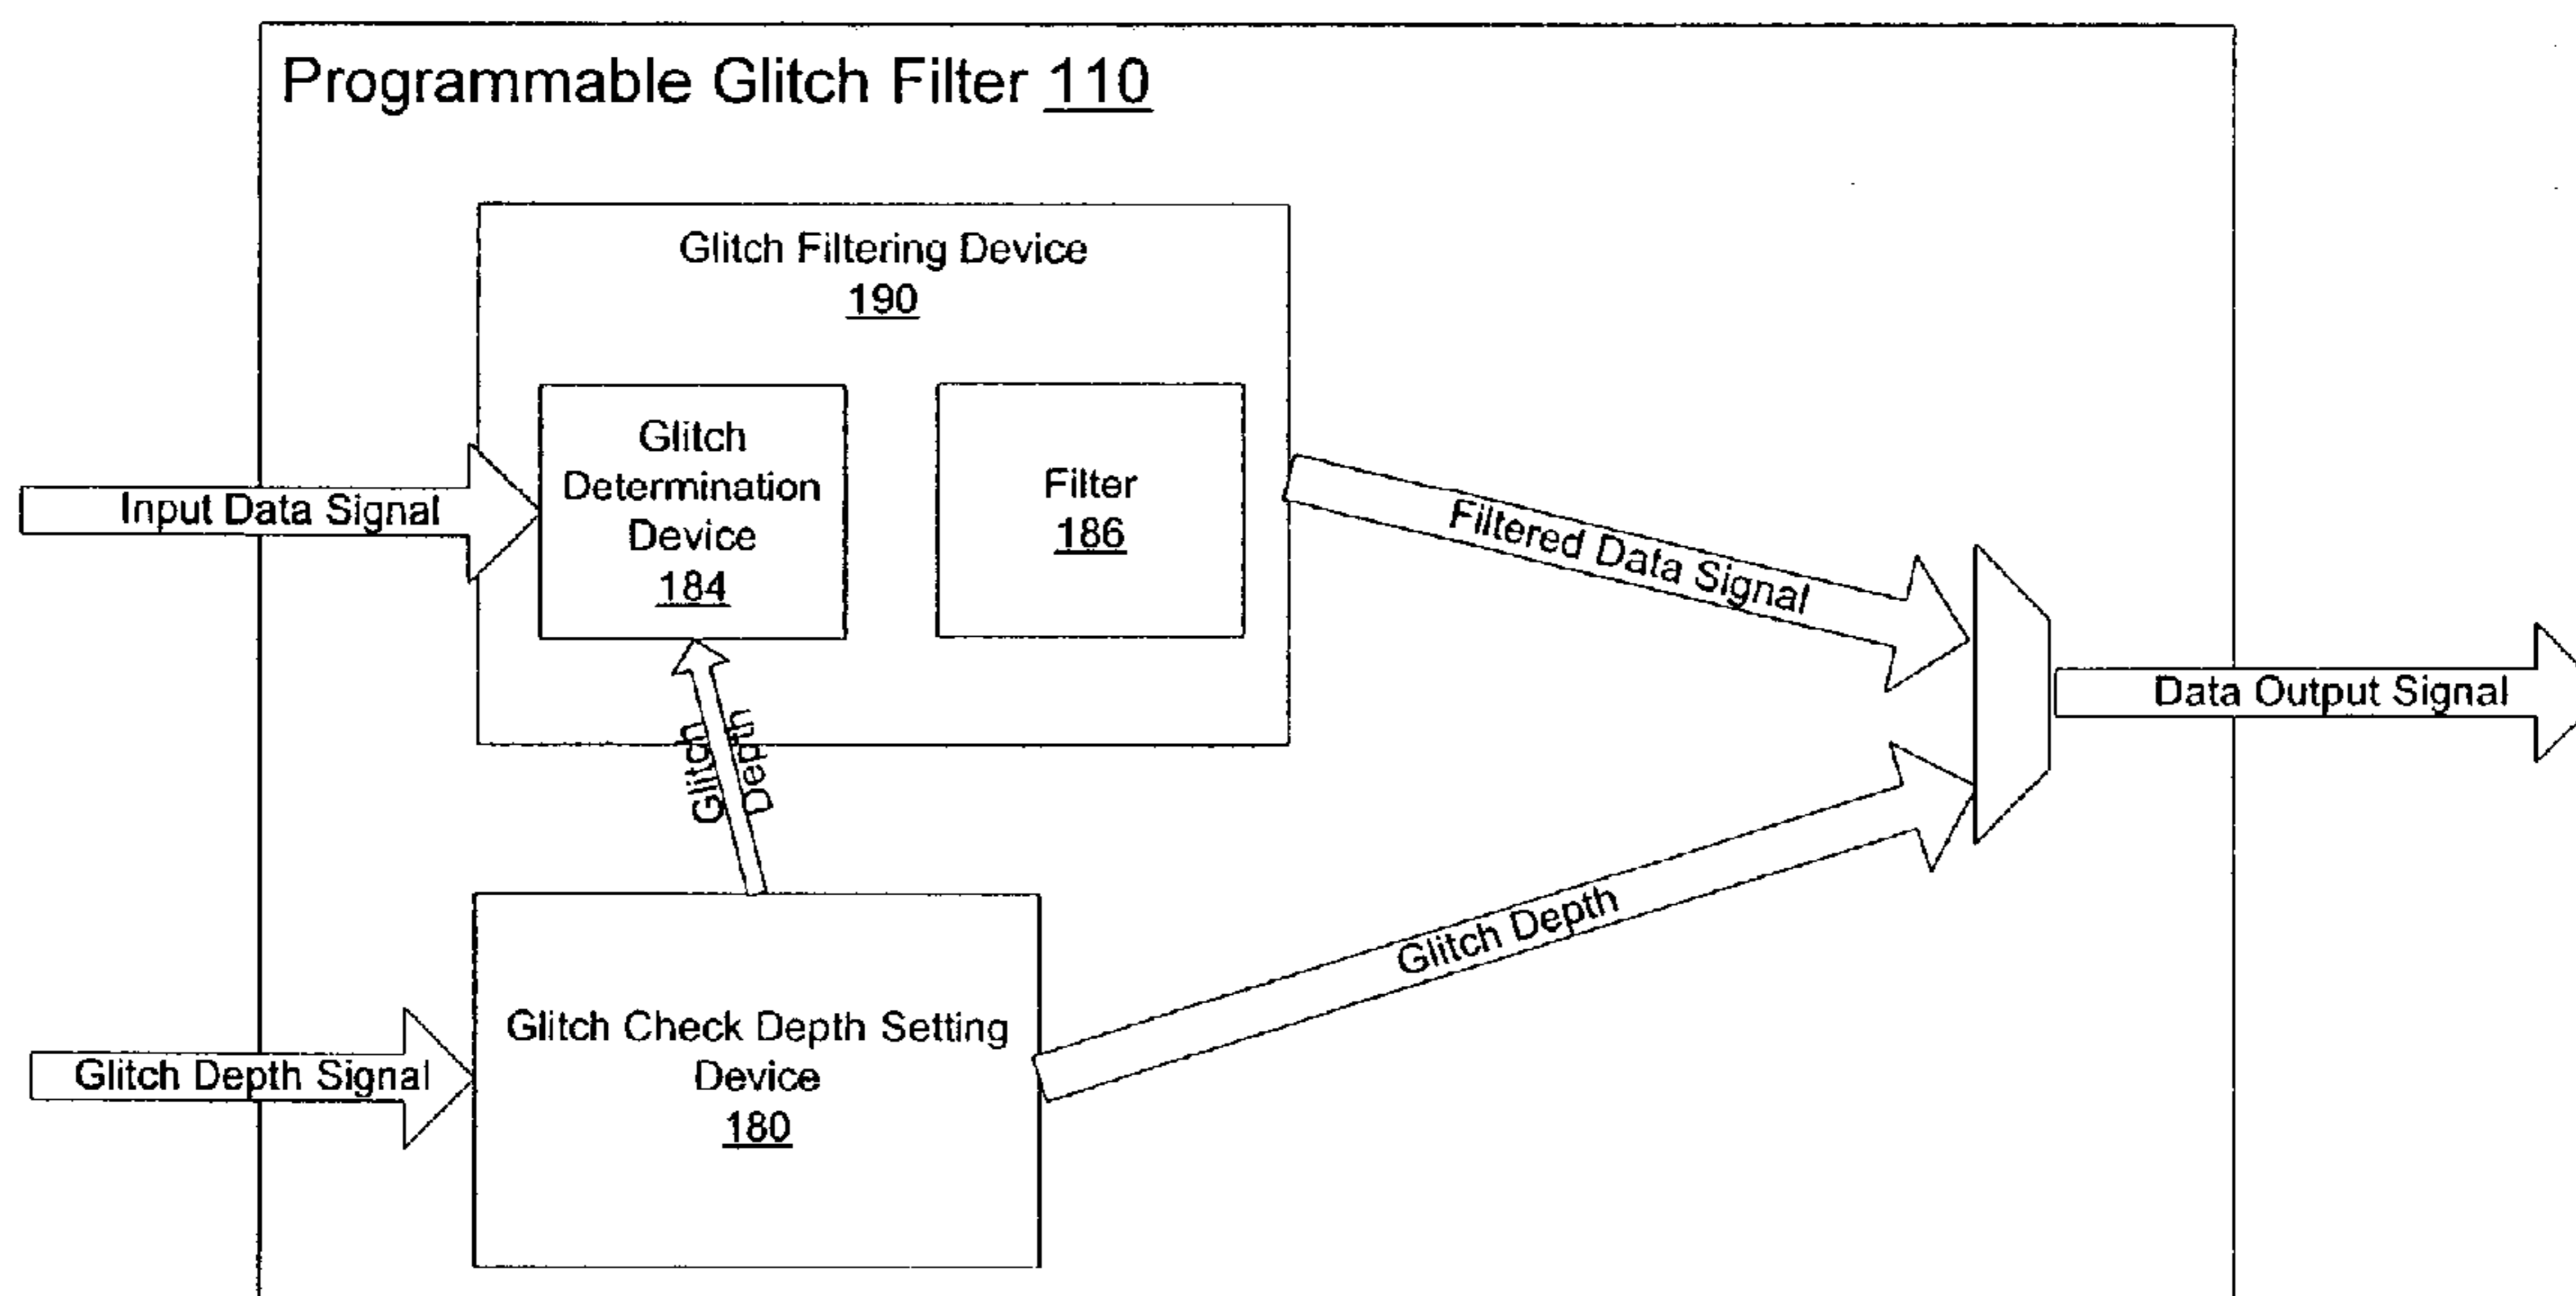 Programmable Glitch Filter 110
Glitch Filtering Device
190
Glitch
Determination
Device
184
Filter
186
Input Data Signal
Filtered Data Signal
Data Output Signal
Glitch
Depth
Glitch Depth
Glitch Depth Signal
Glitch Check Depth Setting
Device
180